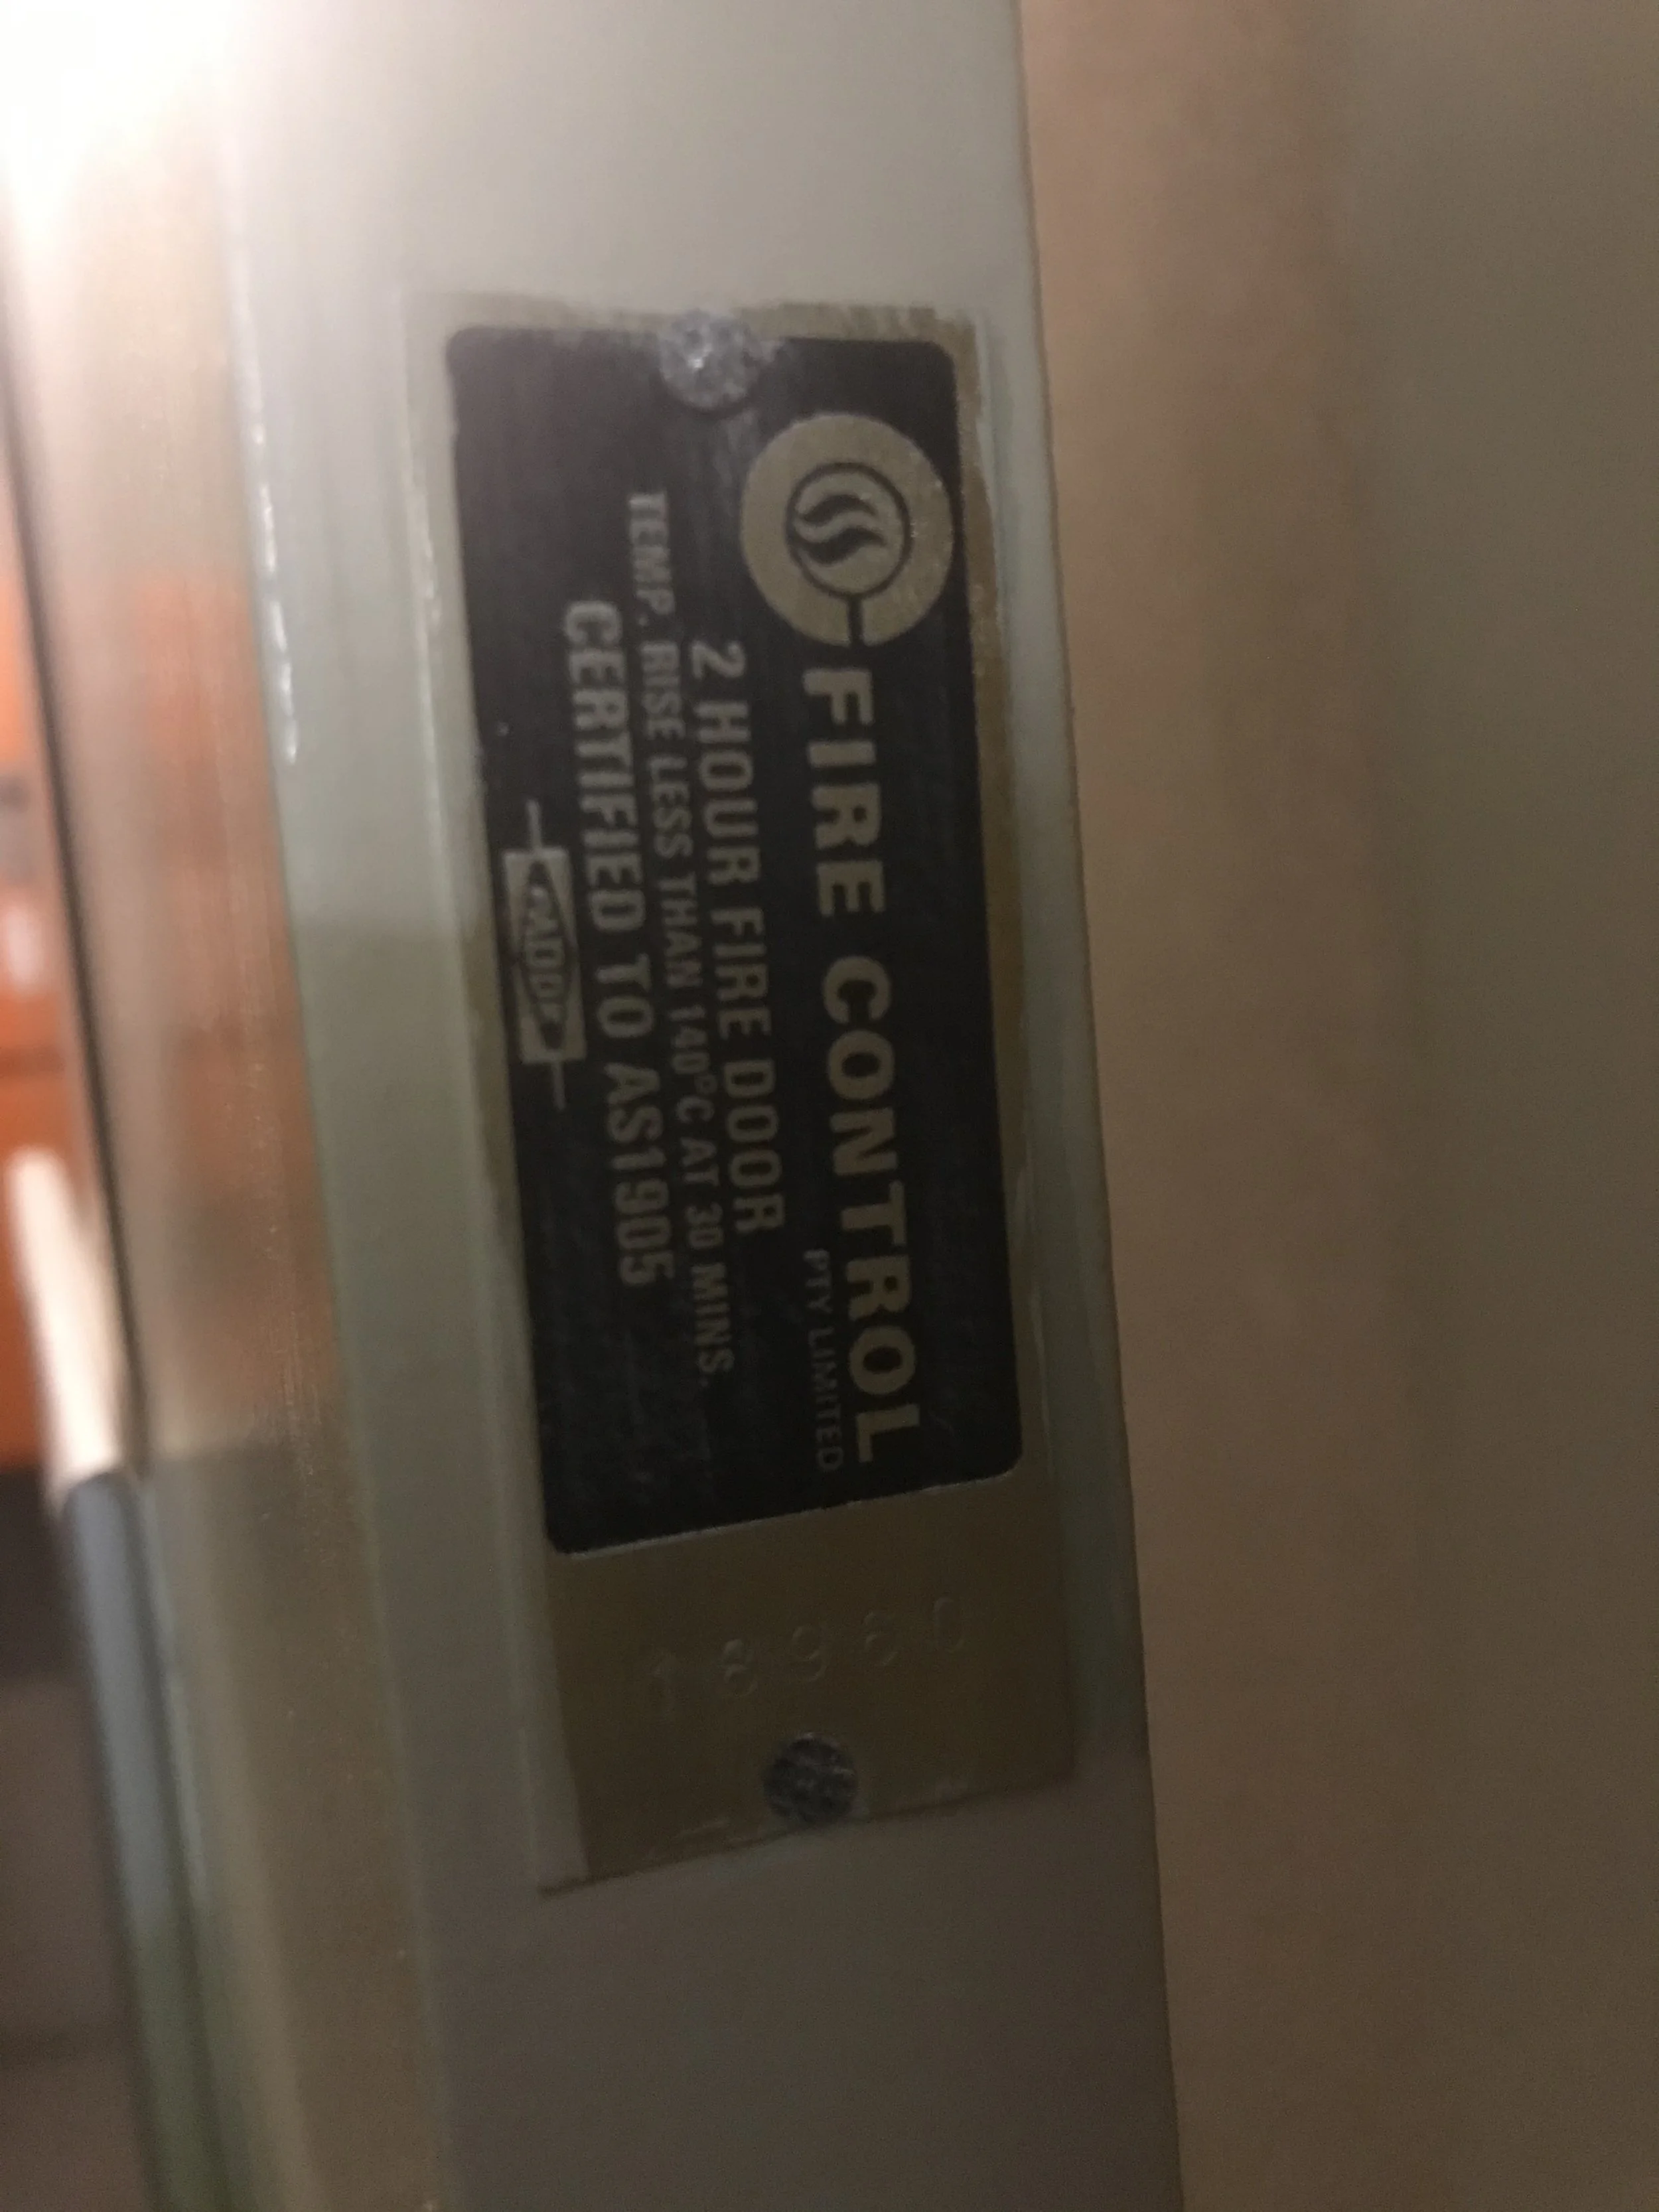 FIRE CONTROL
PTY LIMITED
2 HOUR FIRE DOOR
TEMP. RISE LESS THAN 140°C AT 30 MINS.
CERTIFIED TO AS1905
18960